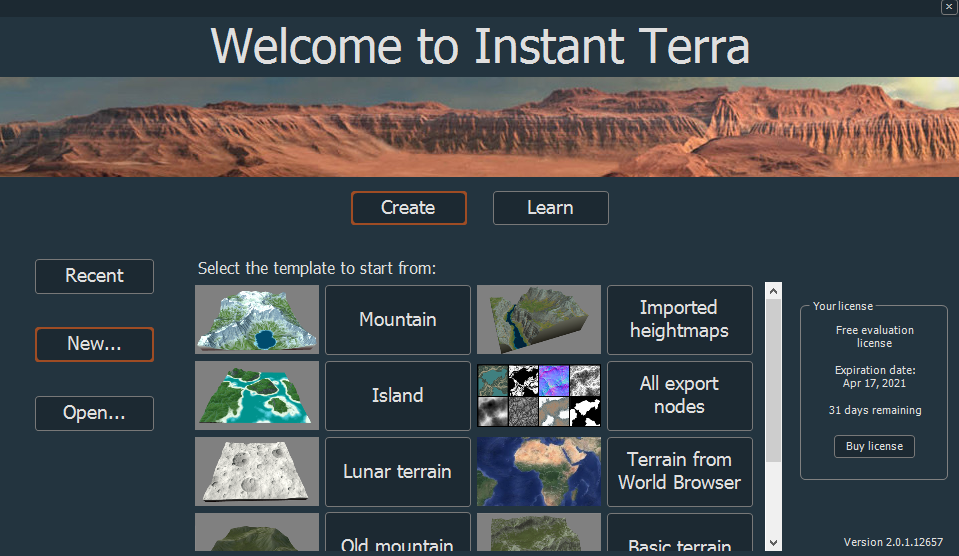 Welcome to Instant Terra
Create
Learn
Recent
New...
Open...
Select the template to start from:
Mountain
Imported
heightmaps
Island
All export
nodes
Lunar terrain
Terrain from
World Browser
Old mountain
Basic terrain
Your license
Free evaluation
license
Expiration date:
Apr 17, 2021
31 days remaining
Buy license
Version 2.0.1.12657